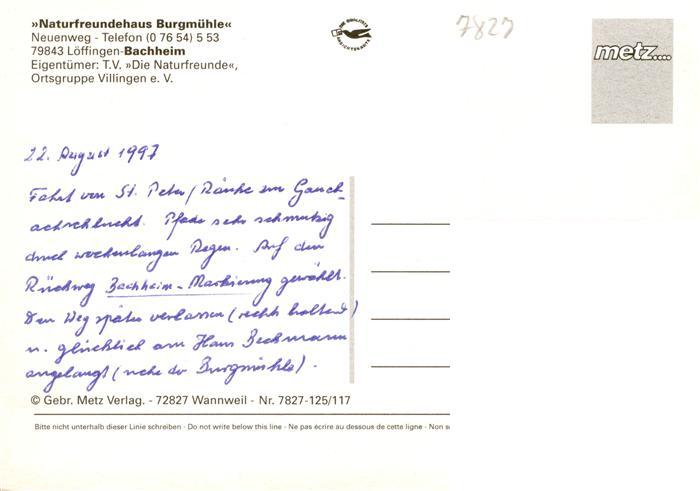 »Naturfreundehaus Burgmühle«
Neuenweg - Telefon (0 76 54) 5 53
79843 Löffingen-Bachheim
Eigentümer: T.V. »Die Naturfreunde«,
Ortsgruppe Villingen e. V.
7827
metz.....
22. August 1997
Fahrt von St. Peter / zur Gauch-
achschlucht. Pfade sehr schmutzig
durch wochenlangen Regen. Auf dem
Rückweg Bachheim-Markierung gewählt.
Den Weg später verlassen (rechts haltend)
u. glücklich am Haus Beckmann
angelangt (nahe der Burgmühle).
© Gebr. Metz Verlag. - 72827 Wannweil - Nr. 7827-125/117
Bitte nicht unterhalb dieser Linie schreiben - Do not write below this line - Ne pas écrire au dessous de cette ligne - Non s